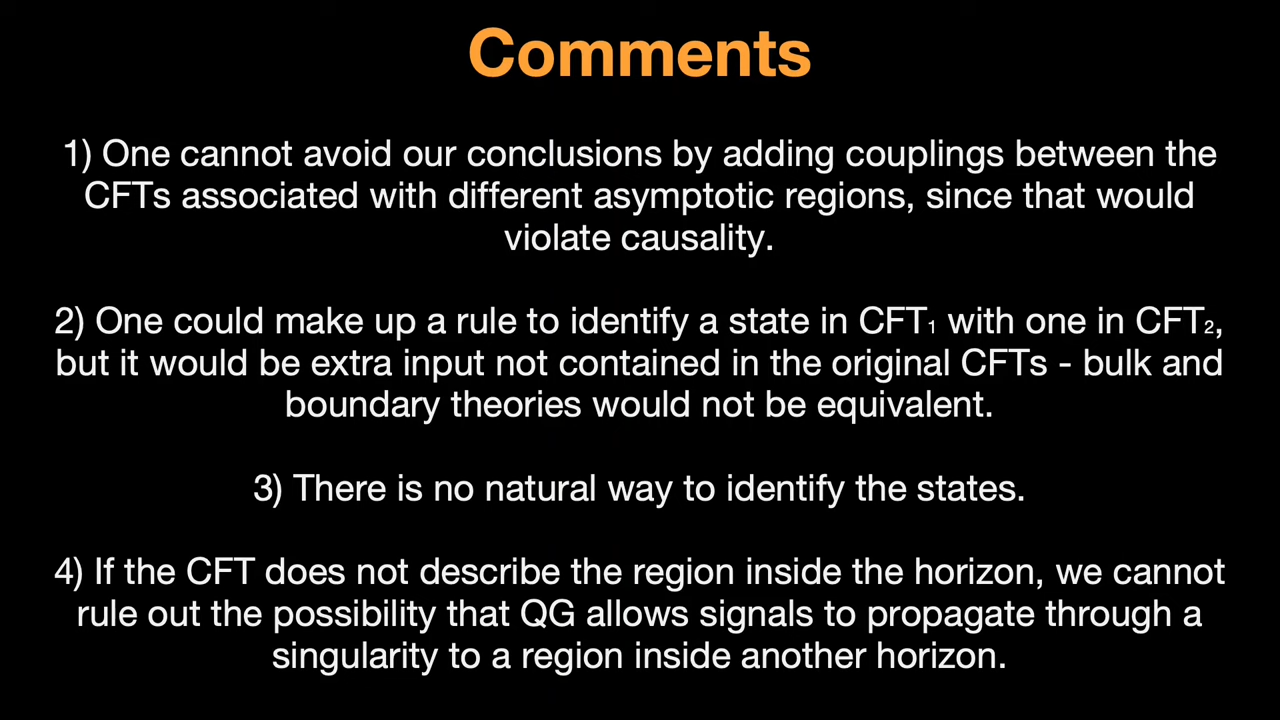 Comments
1) One cannot avoid our conclusions by adding couplings between the
CFTs associated with different asymptotic regions, since that would
violate causality.
2) One could make up a rule to identify a state in CFT₁ with one in CFT₂,
but it would be extra input not contained in the original CFTs - bulk and
boundary theories would not be equivalent.
3) There is no natural way to identify the states.
4) If the CFT does not describe the region inside the horizon, we cannot
rule out the possibility that QG allows signals to propagate through a
singularity to a region inside another horizon.